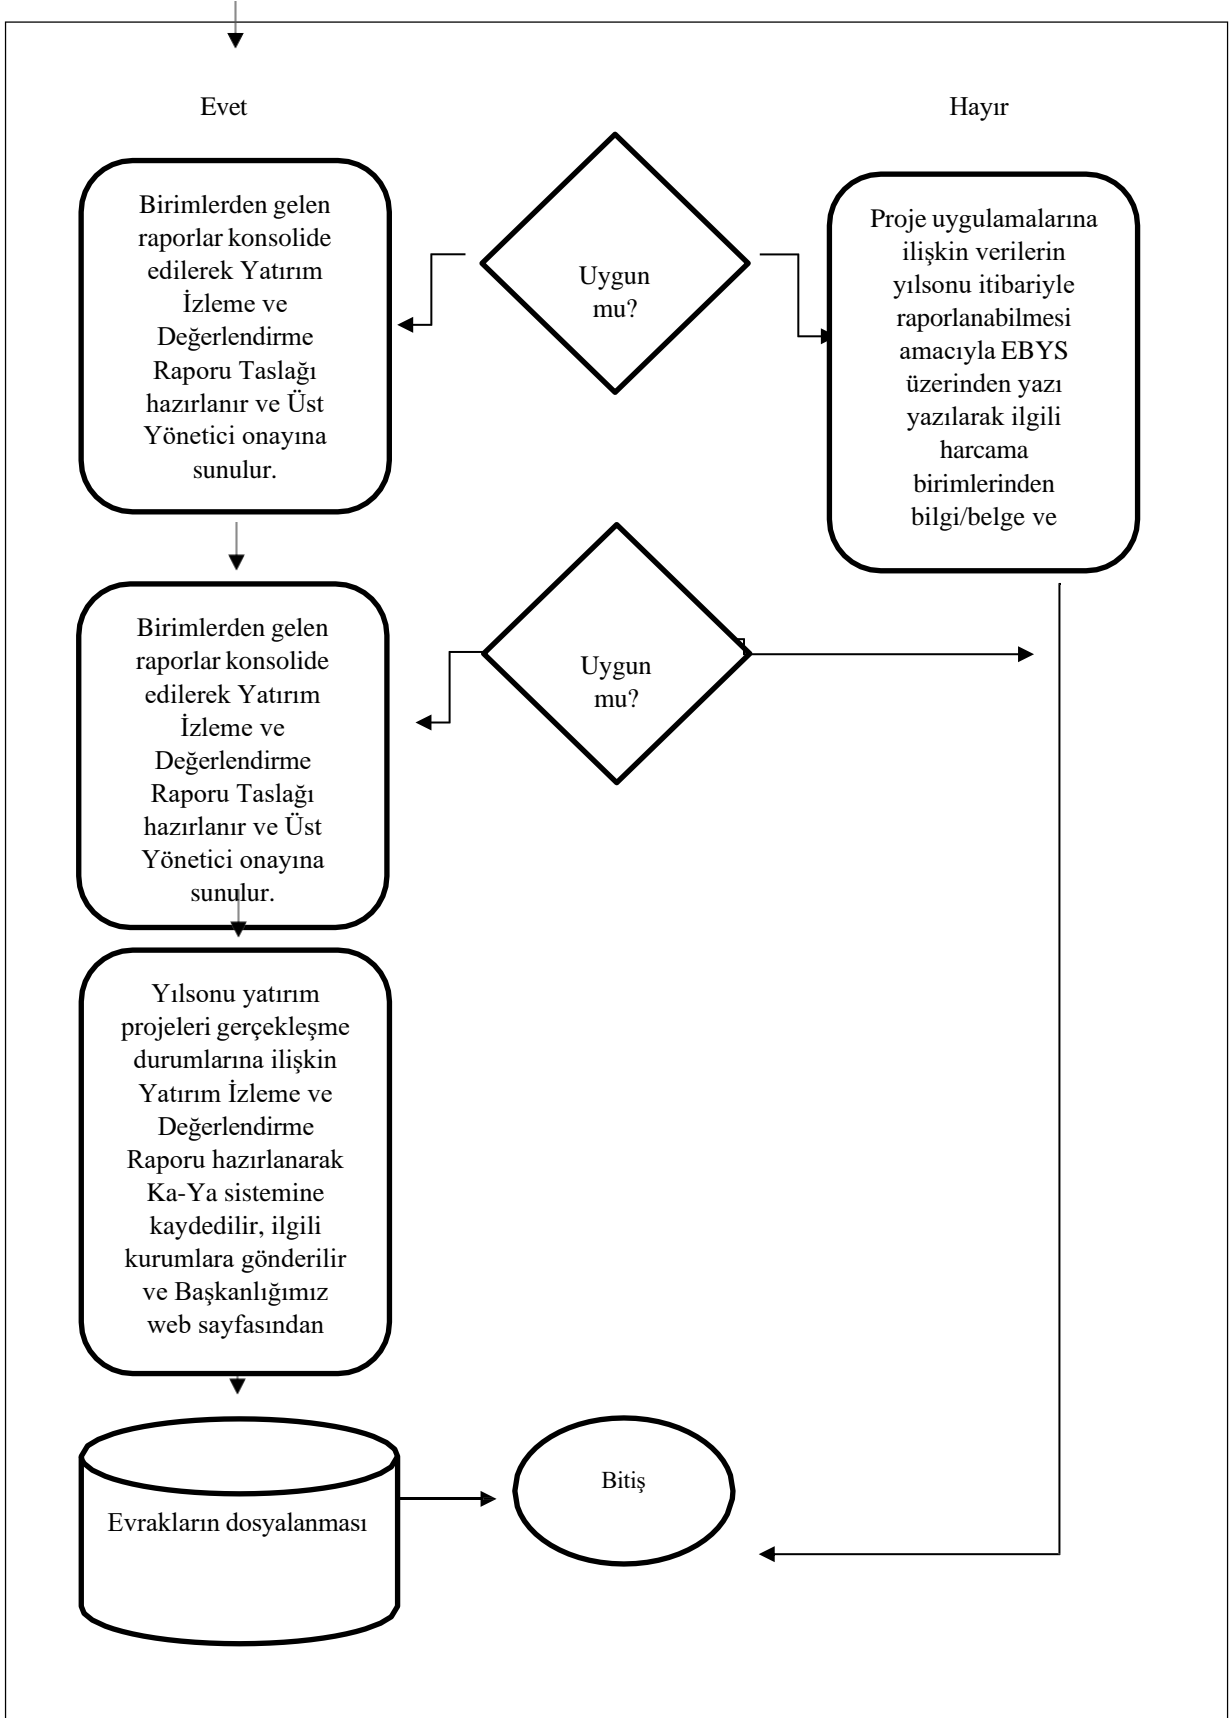 Evet
Hayır
Birimlerden gelen
raporlar konsolide
edilerek Yatırım
İzleme ve
Değerlendirme
Raporu Taslağı
hazırlanır ve Üst
Yönetici onayına
sunulur.
Uygun
mu?
Proje uygulamalarına
ilişkin verilerin
yılsonu itibariyle
raporlanabilmesi
amacıyla EBYS
üzerinden yazı
yazılarak ilgili
harcama
birimlerinden
bilgi/belge ve
Birimlerden gelen
raporlar konsolide
edilerek Yatırım
İzleme ve
Değerlendirme
Raporu Taslağı
hazırlanır ve Üst
Yönetici onayına
sunulur.
Uygun
mu?
Yılsonu yatırım
projeleri gerçekleşme
durumlarına ilişkin
Yatırım İzleme ve
Değerlendirme
Raporu hazırlanarak
Ka-Ya sistemine
kaydedilir, ilgili
kurumlara gönderilir
ve Başkanlığımız
web sayfasından
Evrakların dosyalanması
Bitiş